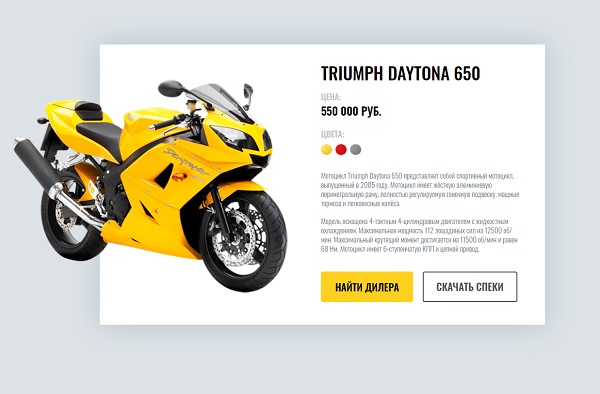 TRIUMPH DAYTONA 650
ЦЕНА:
550 000 РУБ.
ЦВЕТА:
Мотоцикл Triumph Daytona 650 представляет собой спортивный мотоцикл,
выпущенный в 2005 году. Мотоцикл имеет жёсткую алюминиевую
периметральную раму, полностью регулируемую гоночную подвеску, мощные
тормоза и легковесные колёса.
Модель оснащена 4-тактным 4-цилиндровым двигателем с жидкостным
охлаждением. Максимальная мощность 112 лошадиных сил на 12500 об/
мин. Максимальный крутящий момент достигается на 11500 об/мин и равен
68 Нм. Мотоцикл имеет 6-ступенчатую КПП и цепной привод.
НАЙТИ ДИЛЕРА
СКАЧАТЬ СПЕКИ